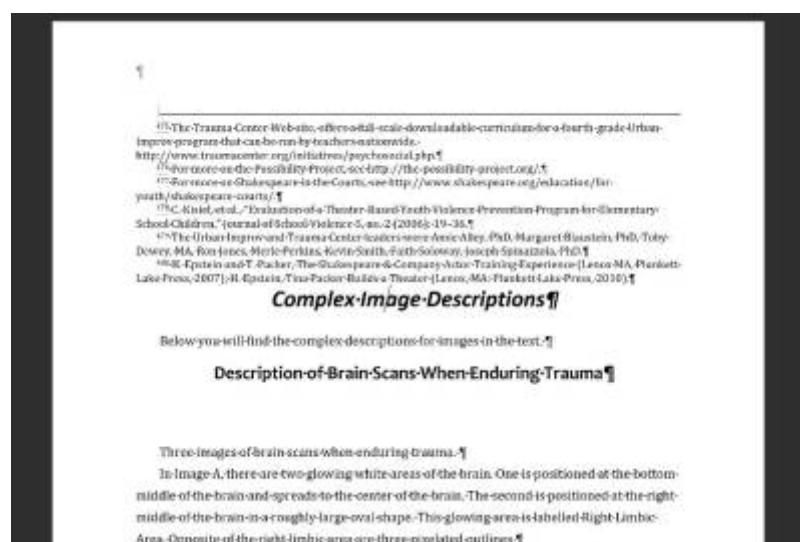 ¶
475·The·Trauma·Center·Web·site,·offers·a·full-scale·downloadable·curriculum·for·a·fourth-grade·Urban·
Improv·program·that·can·be·run·by·teachers·nationwide.·
http://www.traumacenter.org/initiatives/psychosocial.php.¶
476·For·more·on·the·Possibility·Project,·see·http://the-possibility-project.org/.¶
477·For·more·on·Shakespeare·in·the·Courts,·see·http://www.shakespeare.org/education/for-
youth/shakespeare-courts/.¶
478·C.·Kisiel,·et·al.,·"Evaluation·of·a·Theater-Based·Youth·Violence·Prevention·Program·for·Elementary·
School·Children,"·Journal·of·School·Violence·5,·no.·2·(2006):·19–36.¶
479·The·Urban·Improv·and·Trauma·Center·leaders·were·Amie·Alley,·PhD,·Margaret·Blaustein,·PhD,·Toby·
Dewey,·MA,·Ron·Jones,·Merle·Perkins,·Kevin·Smith,·Faith·Soloway,·Joseph·Spinazzola,·PhD.¶
480·H.·Epstein·and·T.·Packer,·The·Shakespeare·&·Company·Actor·Training·Experience·(Lenox·MA,·Plunkett·
Lake·Press,·2007);·H.·Epstein,·Tina·Packer·Builds·a·Theater·(Lenox,·MA:·Plunkett·Lake·Press,·2010).¶
Complex·Image·Descriptions¶
Below·you·will·find·the·complex·descriptions·for·images·in·the·text.·¶
Description·of·Brain·Scans·When·Enduring·Trauma¶
Three·images·of·brain·scans·when·enduring·trauma.·¶
In·Image·A,·there·are·two·glowing·white·areas·of·the·brain.·One·is·positioned·at·the·bottom·
middle·of·the·brain·and·spreads·to·the·center·of·the·brain.·The·second·is·positioned·at·the·right·
middle·of·the·brain·in·a·roughly·large·oval·shape.·This·glowing·area·is·labelled·Right·Limbic·
Area.·Opposite·of·the·right·limbic·area·are·three·pixelated·outlines.¶